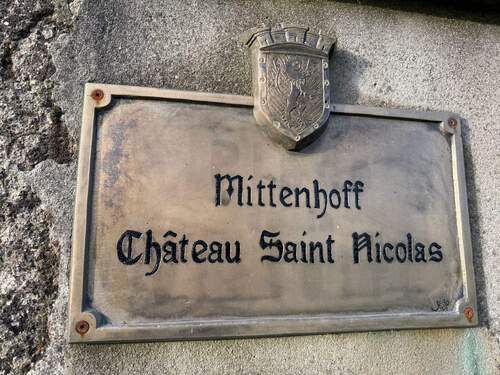 Mittenhoff
Château Saint Nicolas